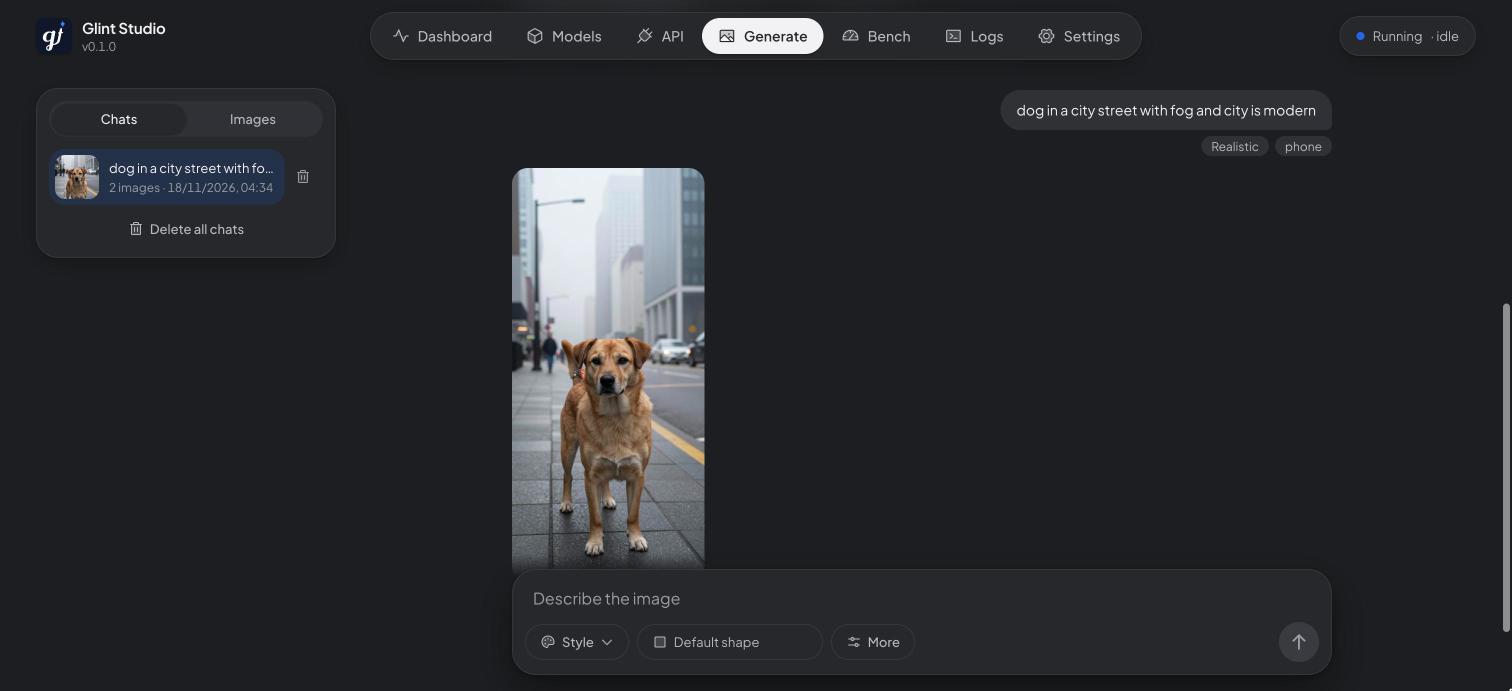 Glint Studio
v0.1.0
Dashboard
Models
API
Generate
Bench
Logs
Settings
Running · idle
Chats
Images
dog in a city street with fo...
2 images · 18/11/2026, 04:34
Delete all chats
dog in a city street with fog and city is modern
Realistic
phone
Describe the image
Style
Default shape
More